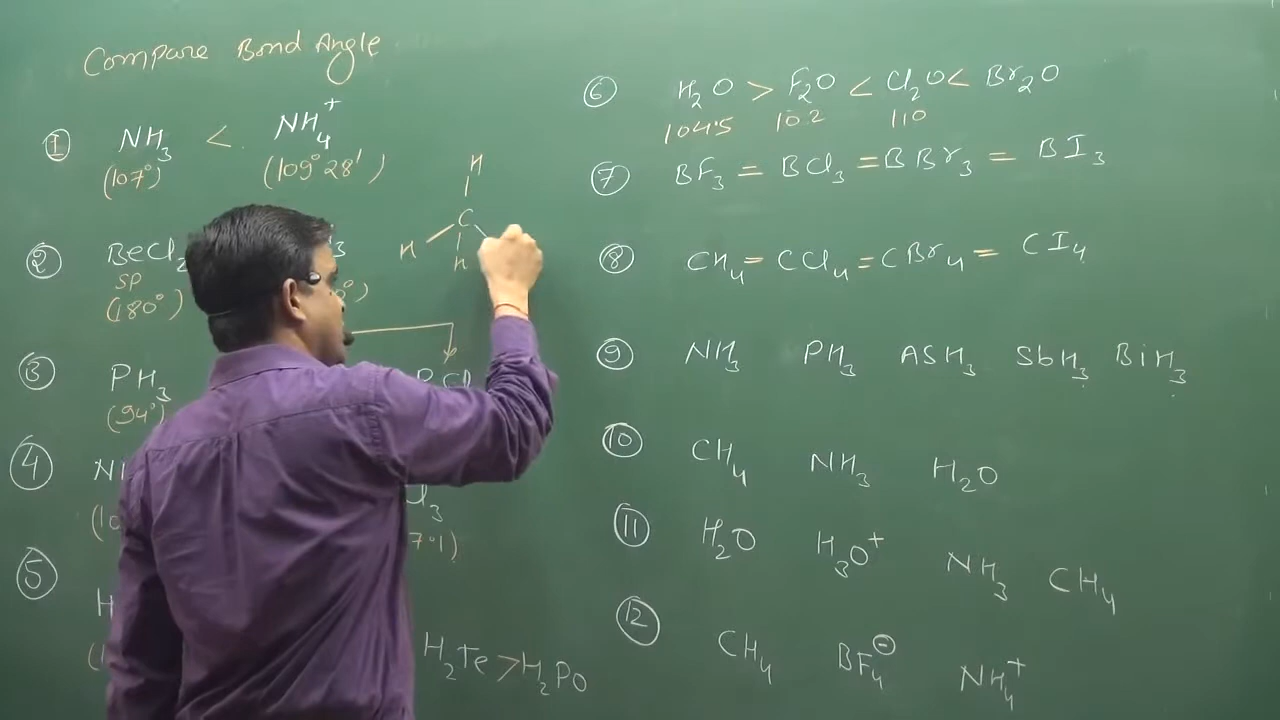 Compare Bond Angle
① NH₃ < NH₄⁺
(107°) (109°28')
② BeCl₂
SP
(180°) °)
③ PH₃
(94°)
④
7.1)
⑤
H₂Te > H₂Po
H
C
H
H
⑥ H₂O > F₂O < Cl₂O < Br₂O
104.5 102 110
⑦ BF₃ = BCl₃ = BBr₃ = BI₃
⑧ CH₄ = CCl₄ = CBr₄ = CI₄
⑨ NH₃ PH₃ ASH₃ SbH₃ BiH₃
⑩ CH₄ NH₃ H₂O
⑪ H₂O H₃O⁺ NH₃ CH₄
⑫ CH₄ BF₄⊖ NH₄⁺